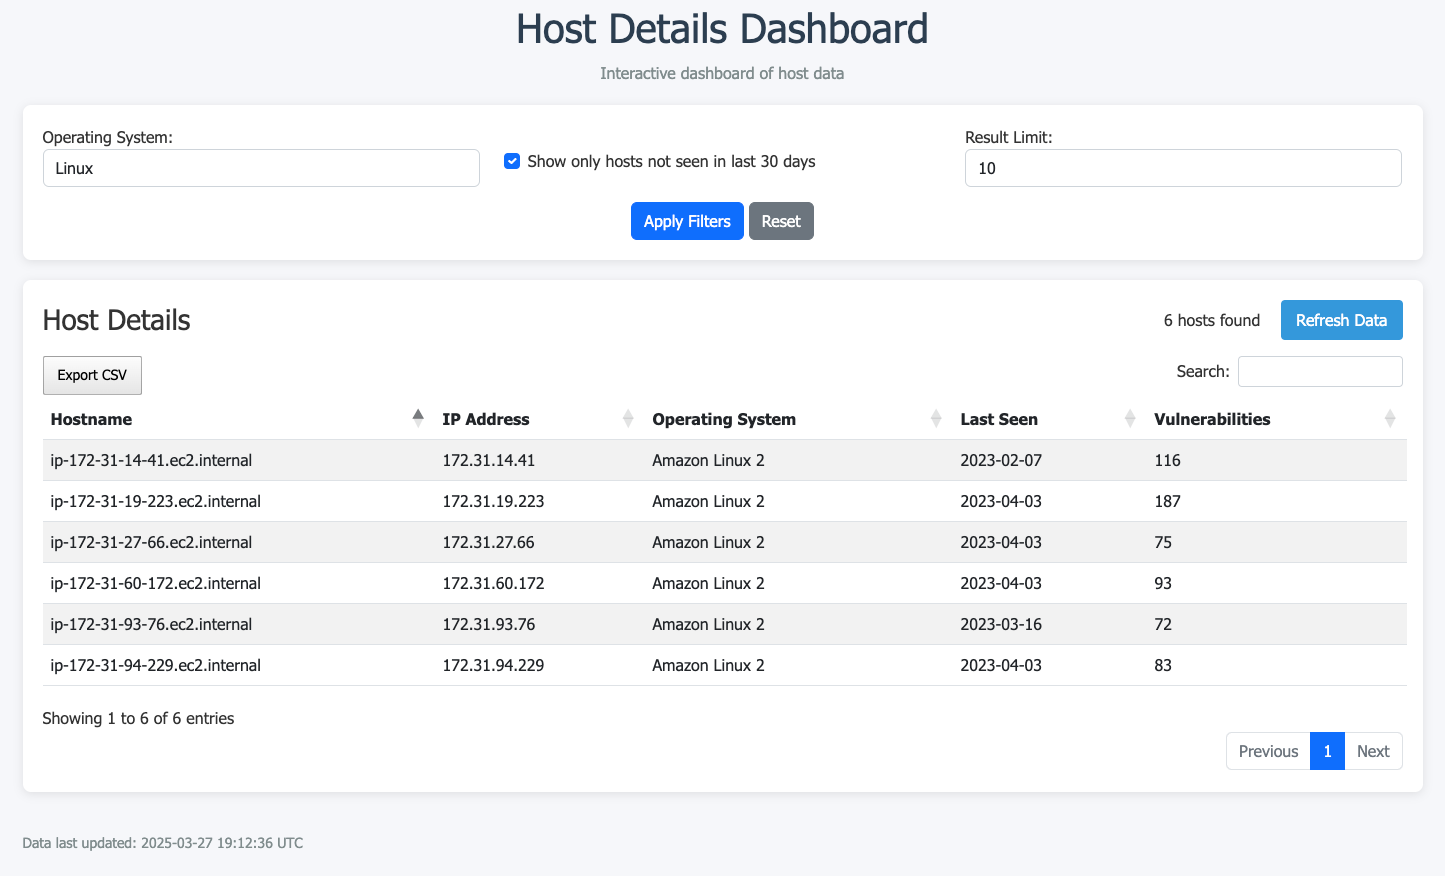 Host Details Dashboard
Interactive dashboard of host data
Operating System:
Linux
Show only hosts not seen in last 30 days
Result Limit:
10
Apply Filters Reset
Host Details
6 hosts found Refresh Data
Export CSV
Search:
Hostname IP Address Operating System Last Seen Vulnerabilities
ip-172-31-14-41.ec2.internal 172.31.14.41 Amazon Linux 2 2023-02-07 116
ip-172-31-19-223.ec2.internal 172.31.19.223 Amazon Linux 2 2023-04-03 187
ip-172-31-27-66.ec2.internal 172.31.27.66 Amazon Linux 2 2023-04-03 75
ip-172-31-60-172.ec2.internal 172.31.60.172 Amazon Linux 2 2023-04-03 93
ip-172-31-93-76.ec2.internal 172.31.93.76 Amazon Linux 2 2023-03-16 72
ip-172-31-94-229.ec2.internal 172.31.94.229 Amazon Linux 2 2023-04-03 83
Showing 1 to 6 of 6 entries
Previous 1 Next
Data last updated: 2025-03-27 19:12:36 UTC